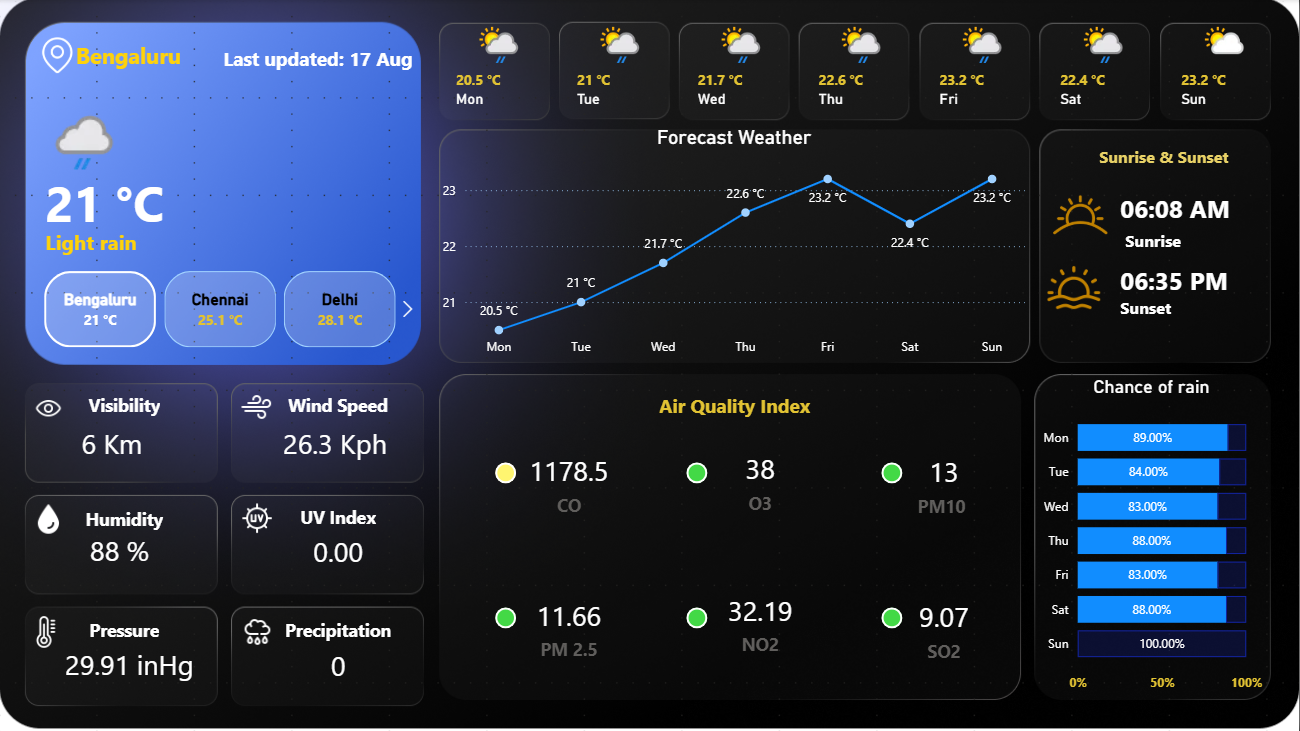 Bengaluru
Last updated: 17 Aug
21 °C
Light rain
Bengaluru
21 °C
Chennai
25.1 °C
Delhi
28.1 °C
20.5 °C
Mon
21 °C
Tue
21.7 °C
Wed
22.6 °C
Thu
23.2 °C
Fri
22.4 °C
Sat
23.2 °C
Sun
Forecast Weather
23
22
21
20.5 °C
21 °C
21.7 °C
22.6 °C
23.2 °C
22.4 °C
23.2 °C
Mon Tue Wed Thu Fri Sat Sun
Sunrise & Sunset
06:08 AM
Sunrise
06:35 PM
Sunset
Visibility
6 Km
Wind Speed
26.3 Kph
Humidity
88 %
UV
UV Index
0.00
Pressure
29.91 inHg
Precipitation
0
Air Quality Index
1178.5
CO
38
O3
13
PM10
11.66
PM 2.5
32.19
NO2
9.07
SO2
Chance of rain
Mon 89.00%
Tue 84.00%
Wed 83.00%
Thu 88.00%
Fri 83.00%
Sat 88.00%
Sun 100.00%
0% 50% 100%